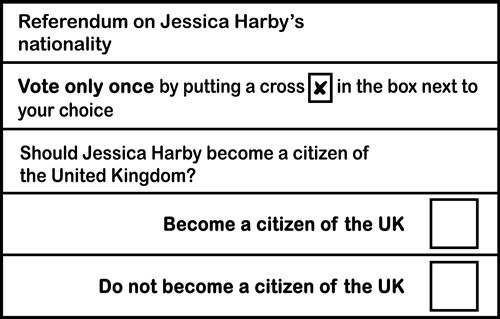 Referendum on Jessica Harby’s
nationality
Vote only once by putting a cross x in the box next to
your choice
Should Jessica Harby become a citizen of
the United Kingdom?
Become a citizen of the UK
Do not become a citizen of the UK